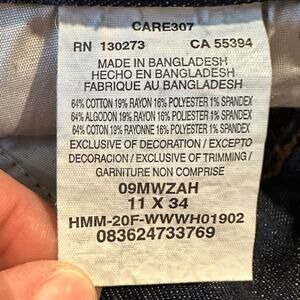 CARE307
RN 130273 CA 55394
MADE IN BANGLADESH
HECHO EN BANGLADESH
FABRIQUE AU BANGLADESH
64% COTTON 19% RAYON 16% POLYESTER 1% SPANDEX
64% ALGODON 19% RAYON 16% POLYESTER 1% SPANDEX
64% COTON 19% RAYONNE 16% POLYESTER 1% SPANDEX
EXCLUSIVE OF DECORATION / EXCEPTO
DECORACION / EXCLUSIVE OF TRIMMING /
GARNITURE NON COMPRISE
09MWZAH
11 X 34
HMM-20F-WWWH01902
083624733769